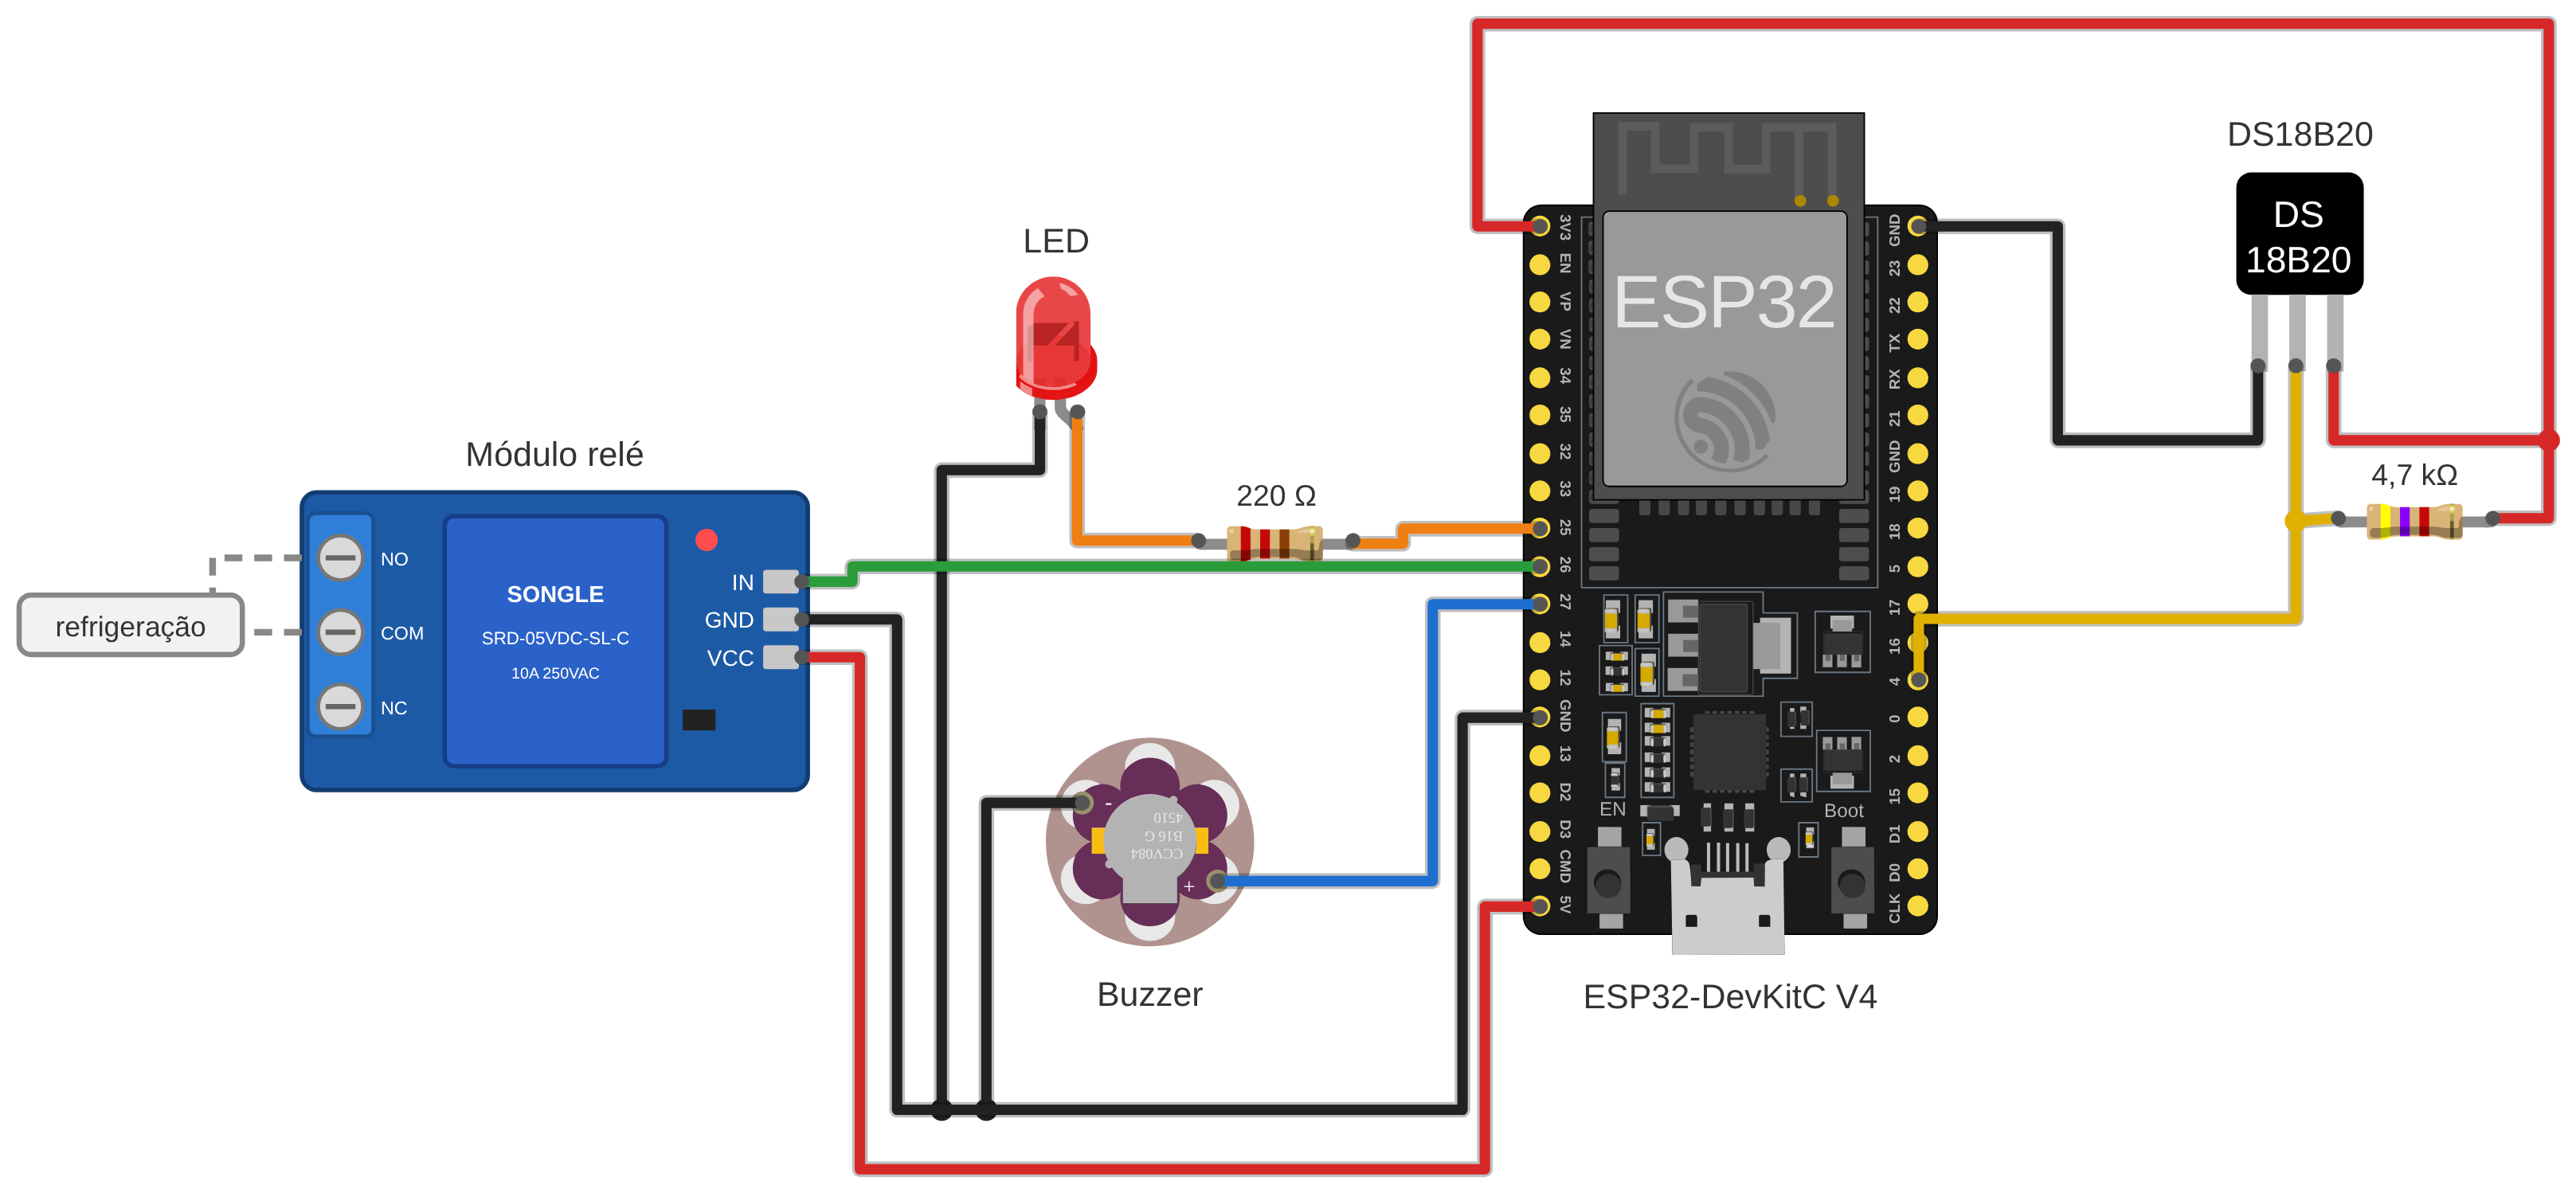 DS18B20
DS
18B20
LED
ESP32
3V3
EN
VP
VN
34
35
32
33
25
26
27
14
12
GND
13
D2
D3
CMD
5V
GND
23
22
TX
RX
21
GND
19
18
5
17
16
4
0
2
15
D1
D0
CLK
EN
Boot
4,7 kΩ
220 Ω
Módulo relé
NO
COM
NC
SONGLE
SRD-05VDC-SL-C
10A 250VAC
IN
GND
VCC
refrigeração
-
+
CCV084
B16 G
4510
Buzzer
ESP32-DevKitC V4